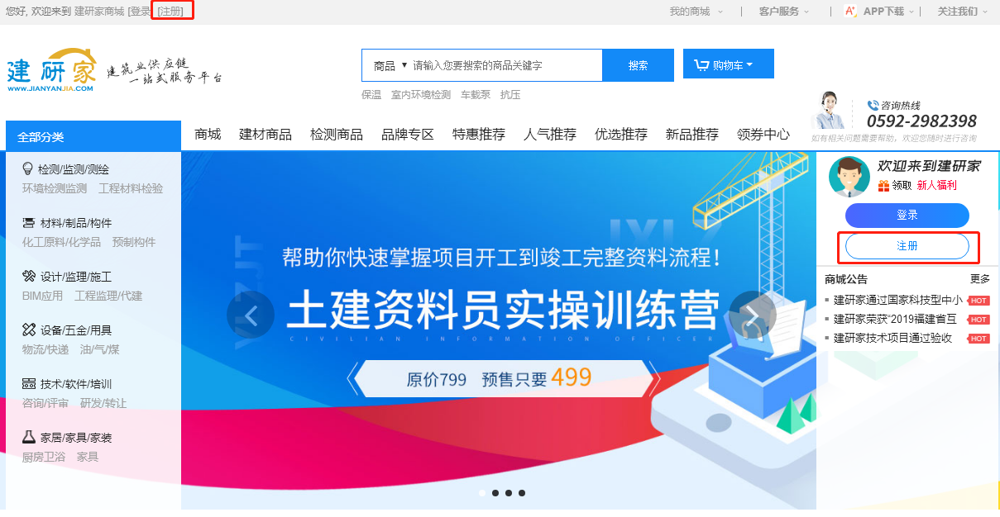 您好, 欢迎来到 建研家商城 [登录] [注册] 我的商城 客户服务 APP下载 关注我们
建研家
WWW.JIANYANJIA.COM
建筑业供应链
一站式服务平台
商品 ▼ 请输入您要搜索的商品关键字 搜索 购物车
保温 室内环境检测 车载泵 抗压
咨询热线
0592-2982398
如有相关问题需要帮助，欢迎您随时进行咨询
全部分类 商城 建材商品 检测商品 品牌专区 特惠推荐 人气推荐 优选推荐 新品推荐 领券中心
检测/监测/测绘
环境检测监测 工程材料检验
材料/制品/构件
化工原料/化学品 预制构件
设计/监理/施工
BIM应用 工程监理/代建
设备/五金/用具
物流/快递 油/气/煤
技术/软件/培训
咨询/评审 研发/转让
家居/家具/家装
厨房卫浴 家具
帮助你快速掌握项目开工到竣工完整资料流程!
土建资料员实操训练营
CIVILIAN INFORMATION OFFICER
原价799 预售只要499
欢迎来到建研家
领取 新人福利
登录
注册
商城公告 更多
建研家通过国家科技型中小 HOT
建研家荣获“2019福建省互 HOT
建研家技术项目通过验收 HOT